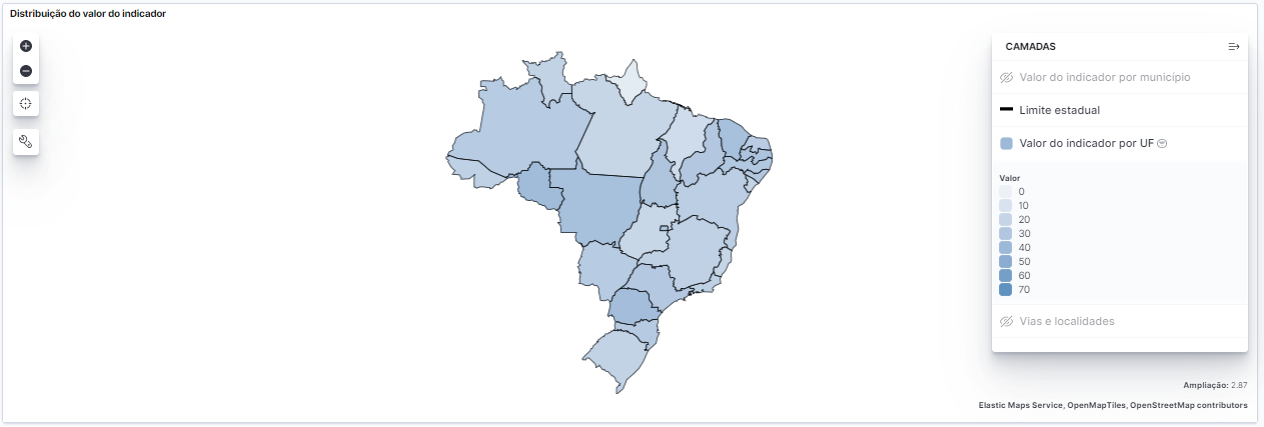 Distribuição do valor do indicador
CAMADAS
Valor do indicador por município
Limite estadual
Valor do indicador por UF
Valor
0
10
20
30
40
50
60
70
Vias e localidades
Ampliação: 2.87
Elastic Maps Service, OpenMapTiles, OpenStreetMap contributors